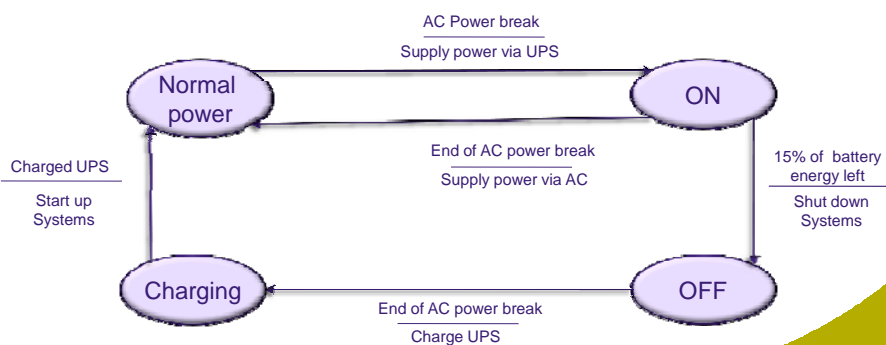 AC Power break
Supply power via UPS
Normal
power
ON
End of AC power break
Supply power via AC
Charged UPS
Start up
Systems
15% of battery
energy left
Shut down
Systems
Charging
OFF
End of AC power break
Charge UPS